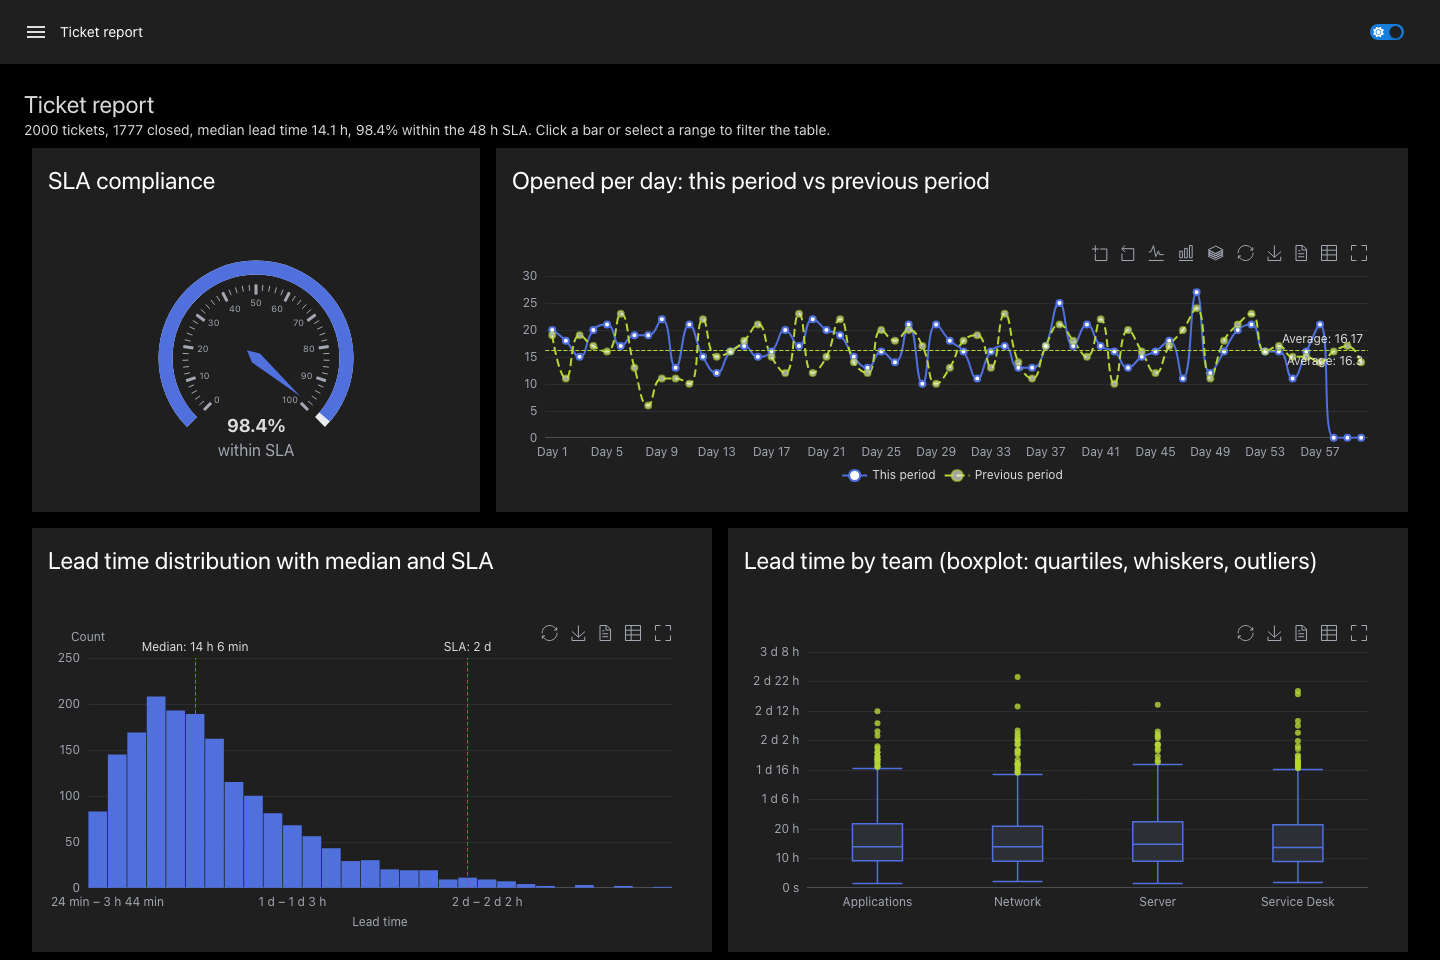 Ticket report
Ticket report
2000 tickets, 1777 closed, median lead time 14.1 h, 98.4% within the 48 h SLA. Click a bar or select a range to filter the table.
SLA compliance
0
10
20
30
40
50
60
70
80
90
100
98.4%
within SLA
Opened per day: this period vs previous period
30
25
20
15
10
5
0
Average: 16.17
Average: 16.3
Day 1 Day 5 Day 9 Day 13 Day 17 Day 21 Day 25 Day 29 Day 33 Day 37 Day 41 Day 45 Day 49 Day 53 Day 57
This period Previous period
Lead time distribution with median and SLA
Count
Median: 14 h 6 min SLA: 2 d
250
200
150
100
50
0
24 min – 3 h 44 min 1 d – 1 d 3 h 2 d – 2 d 2 h
Lead time
Lead time by team (boxplot: quartiles, whiskers, outliers)
3 d 8 h
2 d 22 h
2 d 12 h
2 d 2 h
1 d 16 h
1 d 6 h
20 h
10 h
0 s
Applications Network Server Service Desk